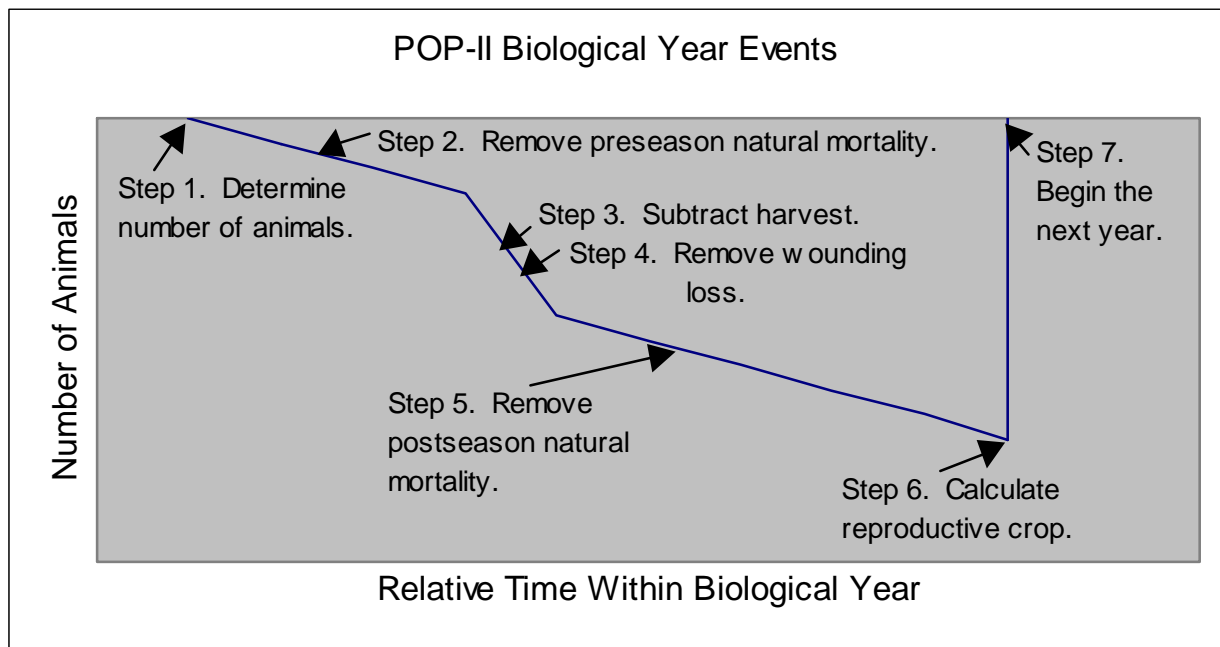 POP-II Biological Year Events
Step 1. Determine
number of animals.
Step 2. Remove preseason natural mortality.
Step 3. Subtract harvest.
Step 4. Remove wounding
loss.
Step 5. Remove
postseason natural
mortality.
Step 6. Calculate
reproductive crop.
Step 7.
Begin the
next year.
Number of Animals
Relative Time Within Biological Year